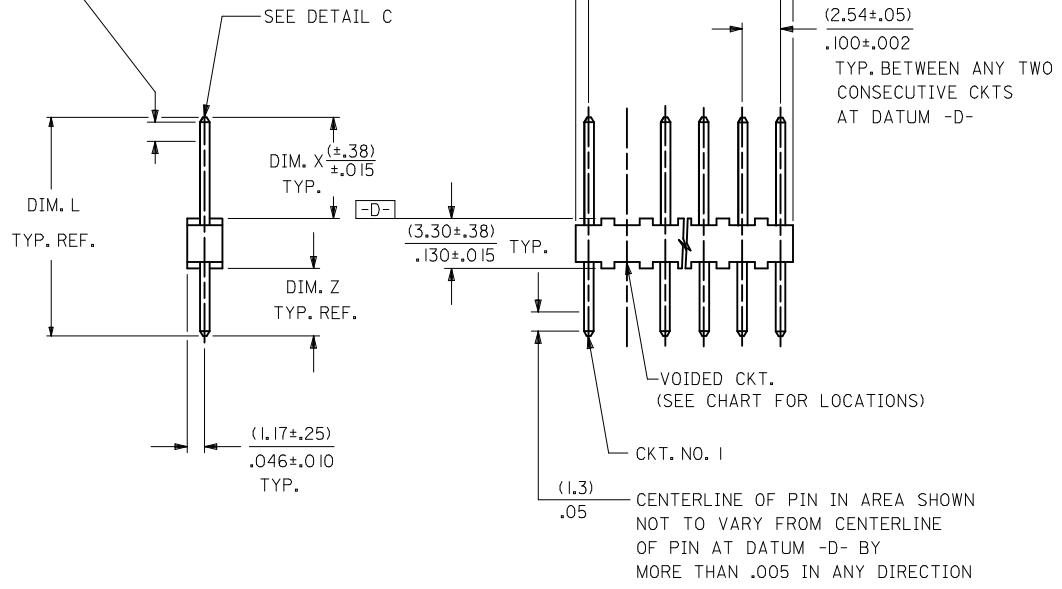 SEE DETAIL C
(2.54±.05)
.100±.002
TYP. BETWEEN ANY TWO
CONSECUTIVE CKTS
AT DATUM -D-
DIM. X (±.38)
±.015
TYP.
DIM. L
TYP. REF.
-D-
(3.30±.38)
.130±.015
TYP.
DIM. Z
TYP. REF.
VOIDED CKT.
(SEE CHART FOR LOCATIONS)
(1.17±.25)
.046±.010
TYP.
CKT. NO. 1
(1.3)
.05
CENTERLINE OF PIN IN AREA SHOWN
NOT TO VARY FROM CENTERLINE
OF PIN AT DATUM -D- BY
MORE THAN .005 IN ANY DIRECTION